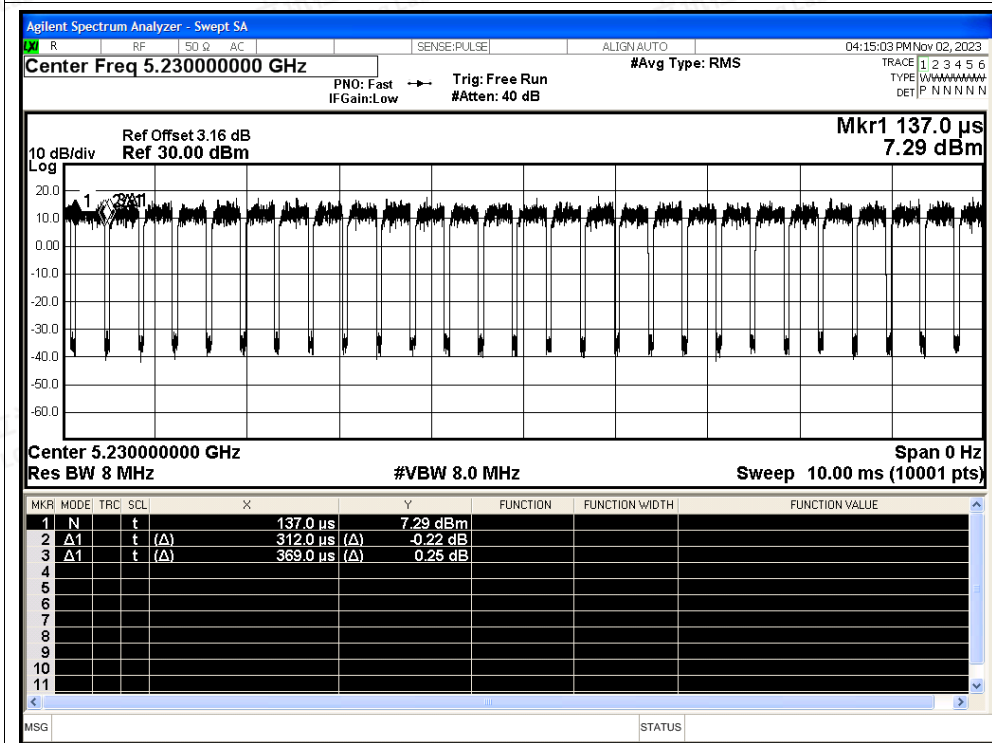 Agilent Spectrum Analyzer - Swept SA
LXI R RF 50 Ω AC SENSE:PULSE ALIGN AUTO 04:15:03 PM Nov 02, 2023
Center Freq 5.230000000 GHz #Avg Type: RMS TRACE 1 2 3 4 5 6
PNO: Fast Trig: Free Run TYPE WWWWWW
IFGain:Low #Atten: 40 dB DET P N N N N N
Mkr1 137.0 µs
7.29 dBm
Ref Offset 3.16 dB
10 dB/div Ref 30.00 dBm
Log
20.0
10.0
0.00
-10.0
-20.0
-30.0
-40.0
-50.0
-60.0
1
Center 5.230000000 GHz Span 0 Hz
Res BW 8 MHz #VBW 8.0 MHz Sweep 10.00 ms (10001 pts)
MKR MODE TRC SCL X Y FUNCTION FUNCTION WIDTH FUNCTION VALUE
1 N t 137.0 µs 7.29 dBm
2 Δ1 t (Δ) 312.0 µs (Δ) -0.22 dB
3 Δ1 t (Δ) 369.0 µs (Δ) 0.25 dB
4
5
6
7
8
9
10
11
MSG STATUS